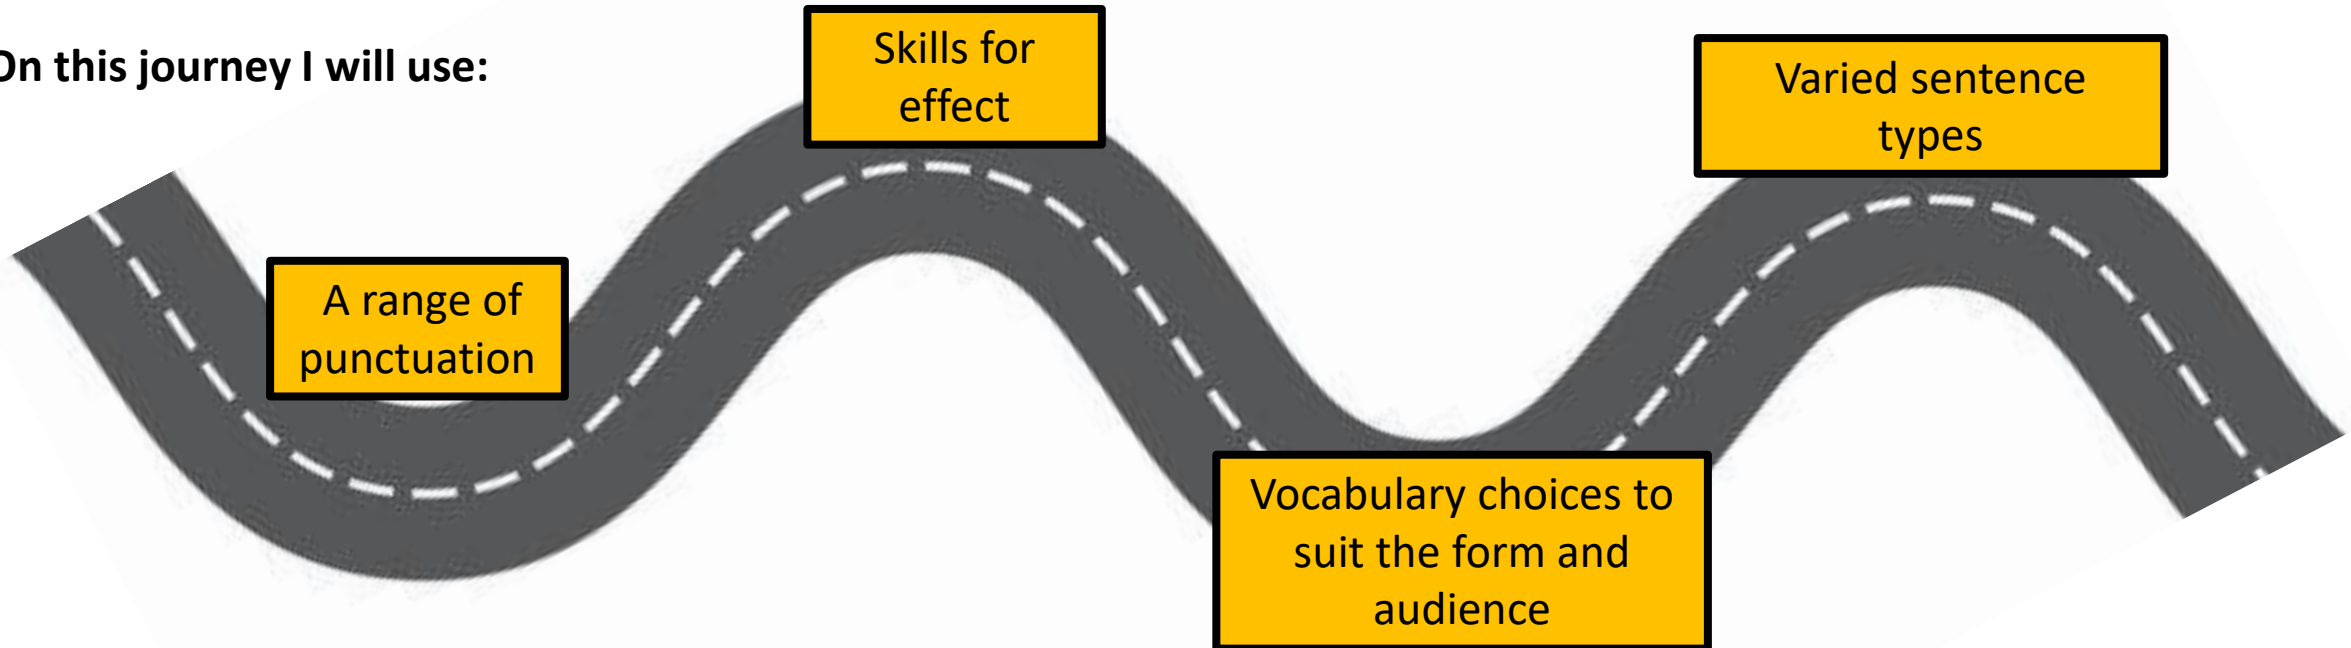 On this journey I will use:
A range of
punctuation
Skills for
effect
Vocabulary choices to
suit the form and
audience
Varied sentence
types